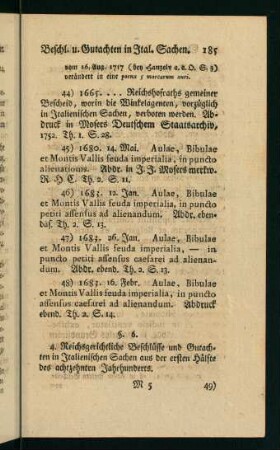 Beschl. u. Gutachten in Ital. Sachen. 185
vom 16. Aug. 1717 (bey Hanzely a. a. O. S. 8)
verändert in eine poena 5 marcarum auri.
44) 1665. . . . Reichshofraths gemeiner
Bescheid, worin die Winkelagenten, vorzüglich
in Italienischen Sachen, verboten werden. Ab-
druck in Mosers Deutschem Staatsarchiv,
1752. Th. 1. S. 28.
45) 1680. 14. Mai. Aulae, Bibulae
et Montis Vallis feuda imperialia, in puncto
alienationis. Abdr. in J. J. Mosers merkw.
R. H C. Th. 2. S. 11.
46) 1683. 12. Jan. Aulae, Bibulae
et Montis Vallis feuda imperialia, in puncto
petiti assensus ad alienandum. Abdr. eben-
das. Th. 2. S. 13.
47) 1683. 26. Jan. Aulae, Bibulae
et Montis Vallis feuda imperialia, — in
puncto petiti assensus caesarei ad alienan-
dum. Abdr. ebend. Th. 2. S. 13.
48) 1683. 16. Febr. Aulae, Bibulae
et Montis Vallis feuda imperialia, in puncto
assensus caesarei ad alienandum. Abdruck
ebend. Th. 2. S. 14.
§. 6.
4. Reichsgerichtliche Beschlüsse und Gutach-
ten in Italienischen Sachen aus der ersten Hälfte
des achtzehnten Jahrhunderts.
M 5 49)